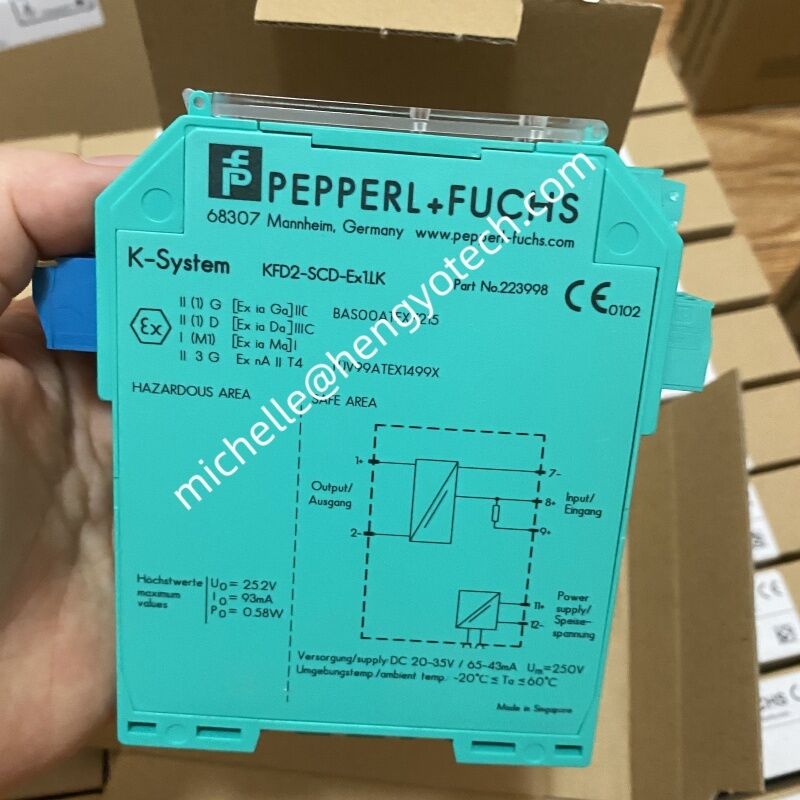 PEPPERL+FUCHS
68307 Mannheim, Germany www.pepperl-fuchs.com
K-System KFD2-SCD-Ex1.LK Part No.223998
CE 0102
Ex
II (1) G [Ex ia Ga] IIC
II (1) D [Ex ia Da] IIIC
I (M1) [Ex ia Ma] I
II 3 G Ex nA II T4
HAZARDOUS AREA
SAFE AREA
michelle@hengyotech.com
1+
2-
Output/
Ausgang
7-
8+
9+
Input/
Eingang
11+
12-
Power
supply/
Speise-
spannung
Höchstwerte
maximum
values
U0 = 25.2V
I0 = 93mA
P0 = 0.58W
Versorgung/supply: DC 20-35V / 65-43mA Um=250V
Umgebungstemp./ambient temp. -20°C ≤ Ta ≤ 60°C
Made in Singapore